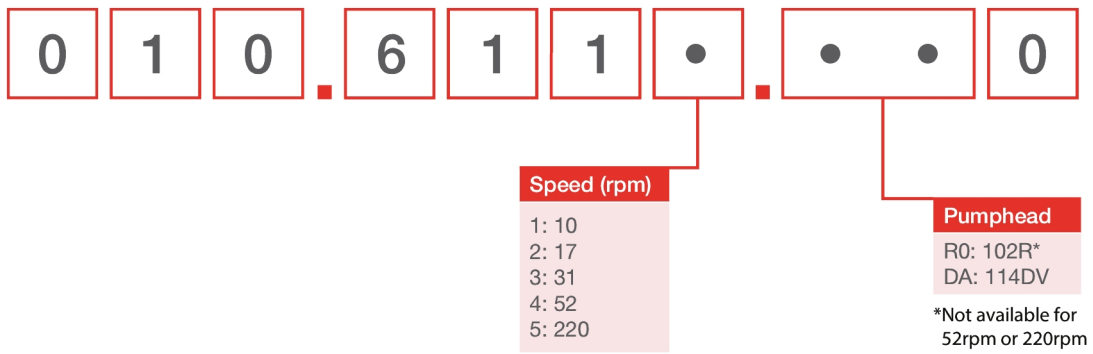 0 1 0 . 6 1 1 • . • • 0
Speed (rpm)
1: 10
2: 17
3: 31
4: 52
5: 220
Pumphead
R0: 102R*
DA: 114DV
*Not available for
52rpm or 220rpm